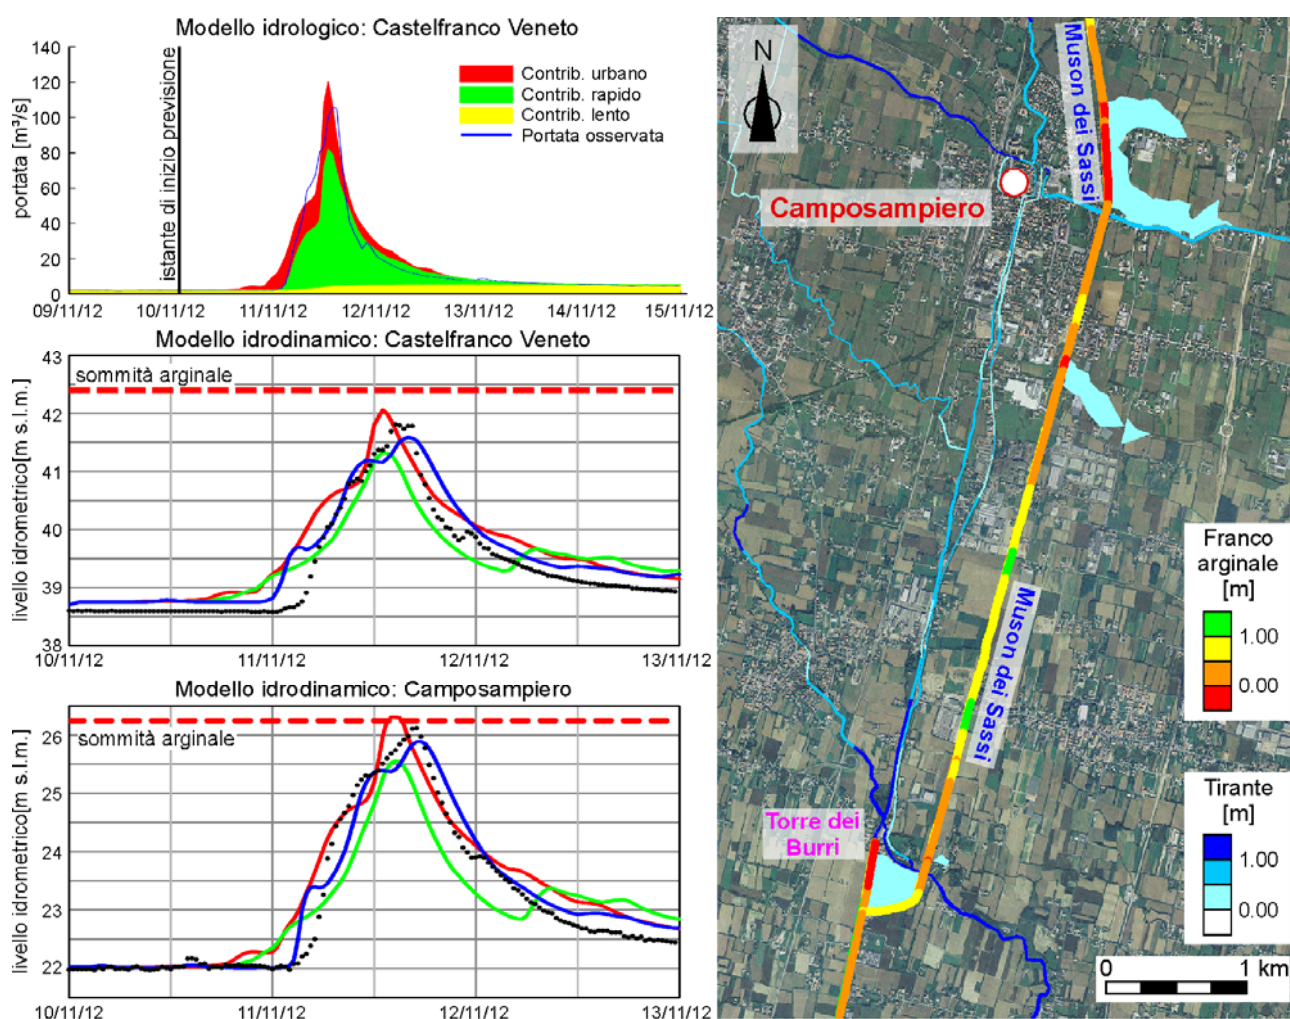 Modello idrologico: Castelfranco Veneto
portata [m³/s]
140
120
100
80
60
40
20
0
istante di inizio previsione
Contrib. urbano
Contrib. rapido
Contrib. lento
Portata osservata
09/11/12 10/11/12 11/11/12 12/11/12 13/11/12 14/11/12 15/11/12
Modello idrodinamico: Castelfranco Veneto
livello idrometrico[m s.l.m.]
43
42
41
40
39
38
sommità arginale
10/11/12 11/11/12 12/11/12 13/11/12
Modello idrodinamico: Camposampiero
livello idrometrico[m s.l.m.]
26
25
24
23
22
sommità arginale
10/11/12 11/11/12 12/11/12 13/11/12
N
Muson dei Sassi
Camposampiero
Muson dei Sassi
Torre dei
Burri
Franco
arginale
[m]
1.00
0.00
Tirante
[m]
1.00
0.00
0 1 km